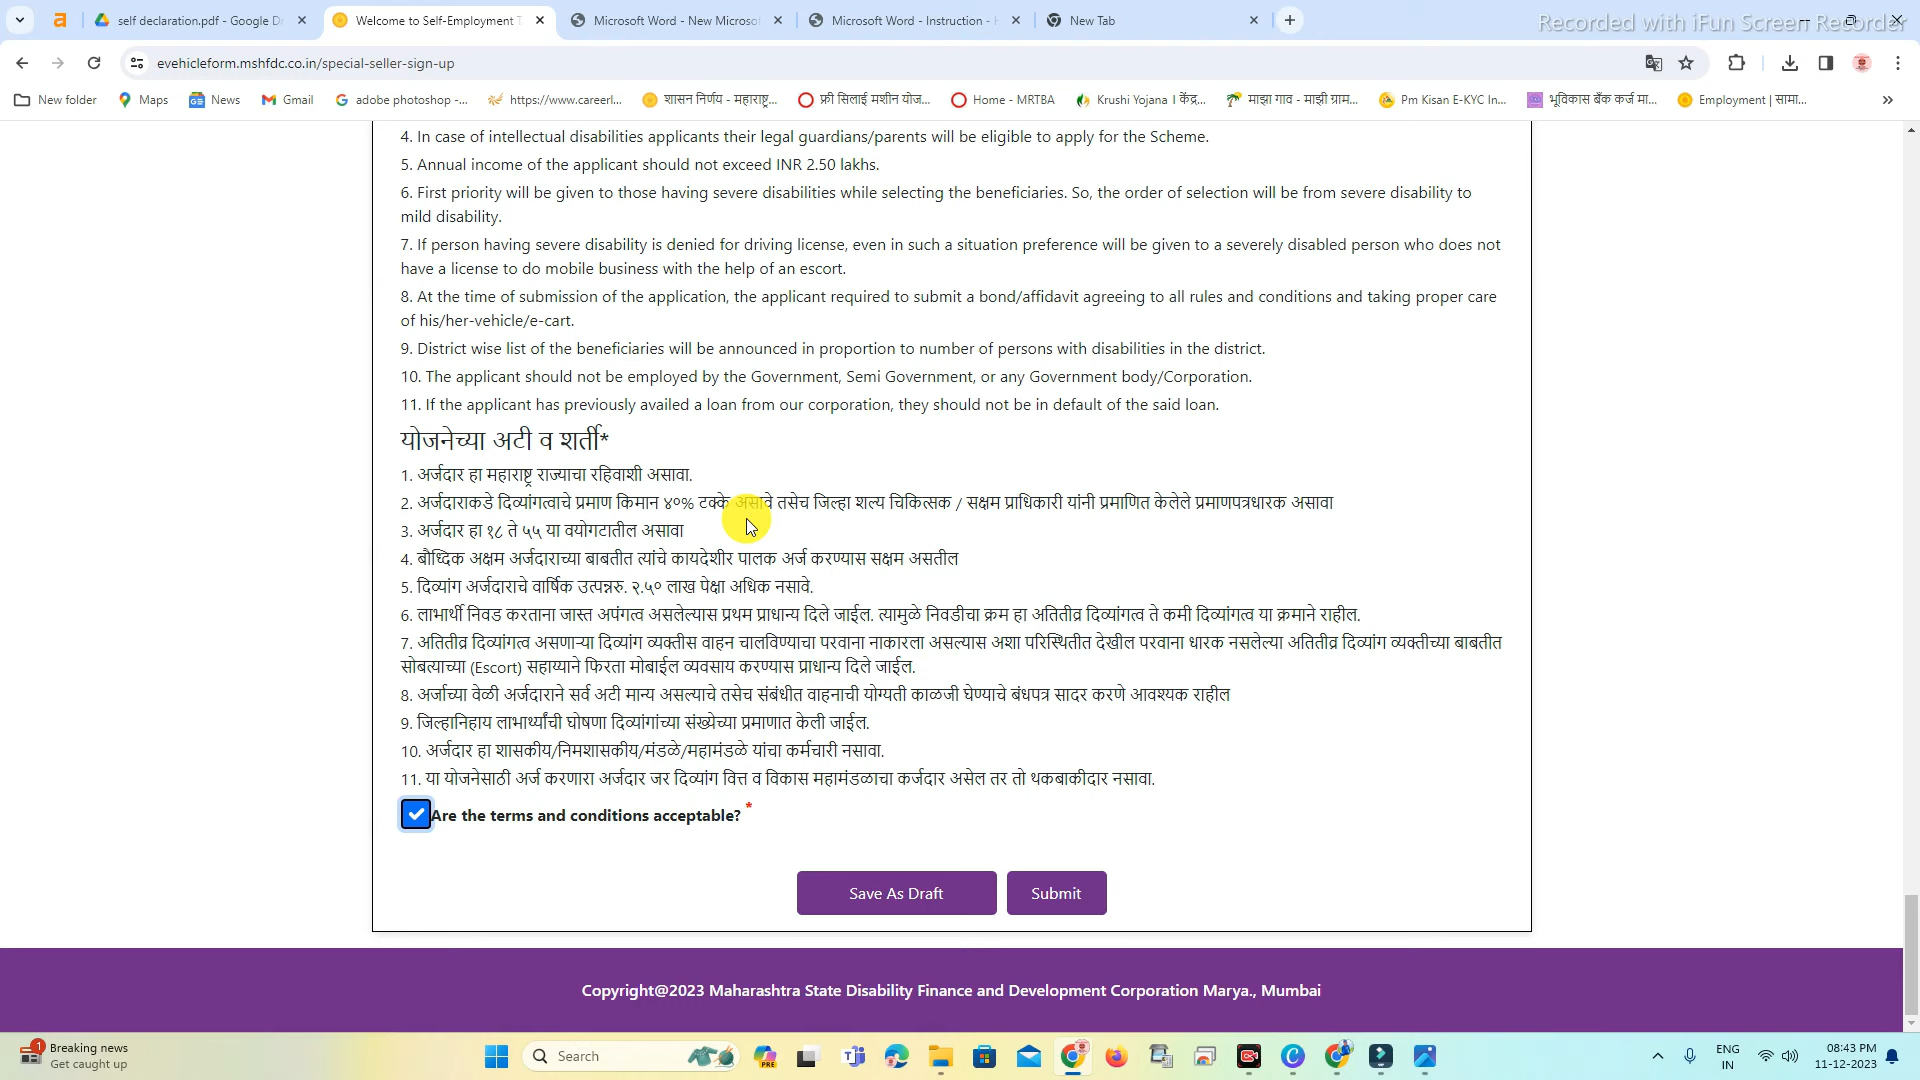 self declaration.pdf - Google Dr
Welcome to Self-Employment T
Microsoft Word - New Microsof
Microsoft Word - Instruction - H
New Tab
Recorded with iFun Screen Recorder
evehicleform.mshfdc.co.in/special-seller-sign-up
New folder
Maps
News
Gmail
adobe photoshop -...
https://www.careerl...
शासन निर्णय - महाराष्ट्र...
फ्री सिलाई मशीन योज...
Home - MRTBA
Krushi Yojana । केंद्र...
माझा गाव - माझी ग्राम...
Pm Kisan E-KYC In...
भूविकास बँक कर्ज मा...
Employment | सामा...
4. In case of intellectual disabilities applicants their legal guardians/parents will be eligible to apply for the Scheme.
5. Annual income of the applicant should not exceed INR 2.50 lakhs.
6. First priority will be given to those having severe disabilities while selecting the beneficiaries. So, the order of selection will be from severe disability to
mild disability.
7. If person having severe disability is denied for driving license, even in such a situation preference will be given to a severely disabled person who does not
have a license to do mobile business with the help of an escort.
8. At the time of submission of the application, the applicant required to submit a bond/affidavit agreeing to all rules and conditions and taking proper care
of his/her-vehicle/e-cart.
9. District wise list of the beneficiaries will be announced in proportion to number of persons with disabilities in the district.
10. The applicant should not be employed by the Government, Semi Government, or any Government body/Corporation.
11. If the applicant has previously availed a loan from our corporation, they should not be in default of the said loan.
योजनेच्या अटी व शर्ती*
1. अर्जदार हा महाराष्ट्र राज्याचा रहिवाशी असावा.
2. अर्जदाराकडे दिव्यांगत्वाचे प्रमाण किमान ४०% टक्के असावे तसेच जिल्हा शल्य चिकित्सक / सक्षम प्राधिकारी यांनी प्रमाणित केलेले प्रमाणपत्रधारक असावा
3. अर्जदार हा १८ ते ५५ या वयोगटातील असावा
4. बौध्दिक अक्षम अर्जदाराच्या बाबतीत त्यांचे कायदेशीर पालक अर्ज करण्यास सक्षम असतील
5. दिव्यांग अर्जदाराचे वार्षिक उत्पन्नरु. २.५० लाख पेक्षा अधिक नसावे.
6. लाभार्थी निवड करताना जास्त अपंगत्व असलेल्यास प्रथम प्राधान्य दिले जाईल. त्यामुळे निवडीचा क्रम हा अतितीव्र दिव्यांगत्व ते कमी दिव्यांगत्व या क्रमाने राहील.
7. अतितीव्र दिव्यांगत्व असणाऱ्या दिव्यांग व्यक्तीस वाहन चालविण्याचा परवाना नाकारला असल्यास अशा परिस्थितीत देखील परवाना धारक नसलेल्या अतितीव्र दिव्यांग व्यक्तीच्या बाबतीत
सोबत्याच्या (Escort) सहाय्याने फिरता मोबाईल व्यवसाय करण्यास प्राधान्य दिले जाईल.
8. अर्जाच्या वेळी अर्जदाराने सर्व अटी मान्य असल्याचे तसेच संबंधीत वाहनाची योग्यती काळजी घेण्याचे बंधपत्र सादर करणे आवश्यक राहील
9. जिल्हानिहाय लाभार्थ्यांची घोषणा दिव्यांगांच्या संख्येच्या प्रमाणात केली जाईल.
10. अर्जदार हा शासकीय/निमशासकीय/मंडळे/महामंडळे यांचा कर्मचारी नसावा.
11. या योजनेसाठी अर्ज करणारा अर्जदार जर दिव्यांग वित्त व विकास महामंडळाचा कर्जदार असेल तर तो थकबाकीदार नसावा.
Are the terms and conditions acceptable? *
Save As Draft
Submit
Copyright@2023 Maharashtra State Disability Finance and Development Corporation Marya., Mumbai
1
Breaking news
Get caught up
Search
PRE
ENG
IN
08:43 PM
11-12-2023